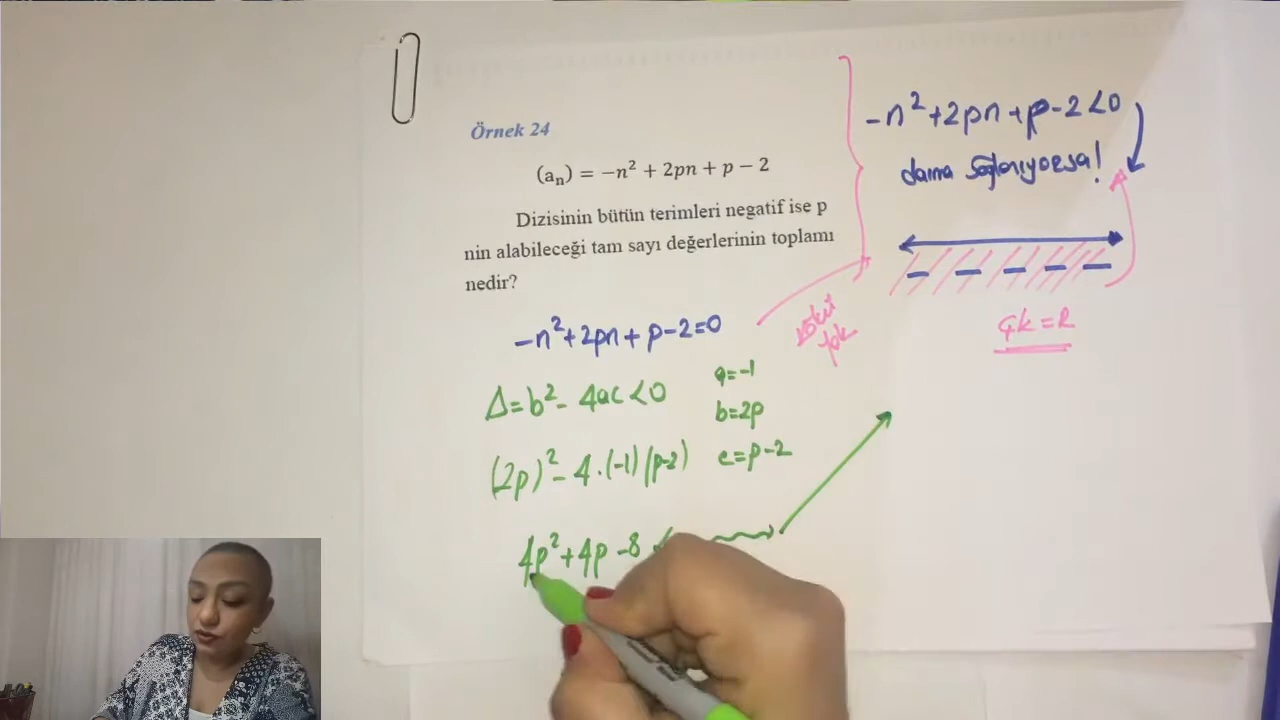 Örnek 24
(aₙ) = −n² + 2pn + p − 2
Dizisinin bütün terimleri negatif ise p
nin alabileceği tam sayı değerlerinin toplamı
nedir?
-n²+2pn+p-2=0
Δ=b²-4ac<0
a=-1
b=2p
c=p-2
(2p)²-4.(-1)(p-2)
4p²+4p-8
kökü
yok
-n²+2pn+p-2<0
daima sağlanıyorsa!
Çk=R